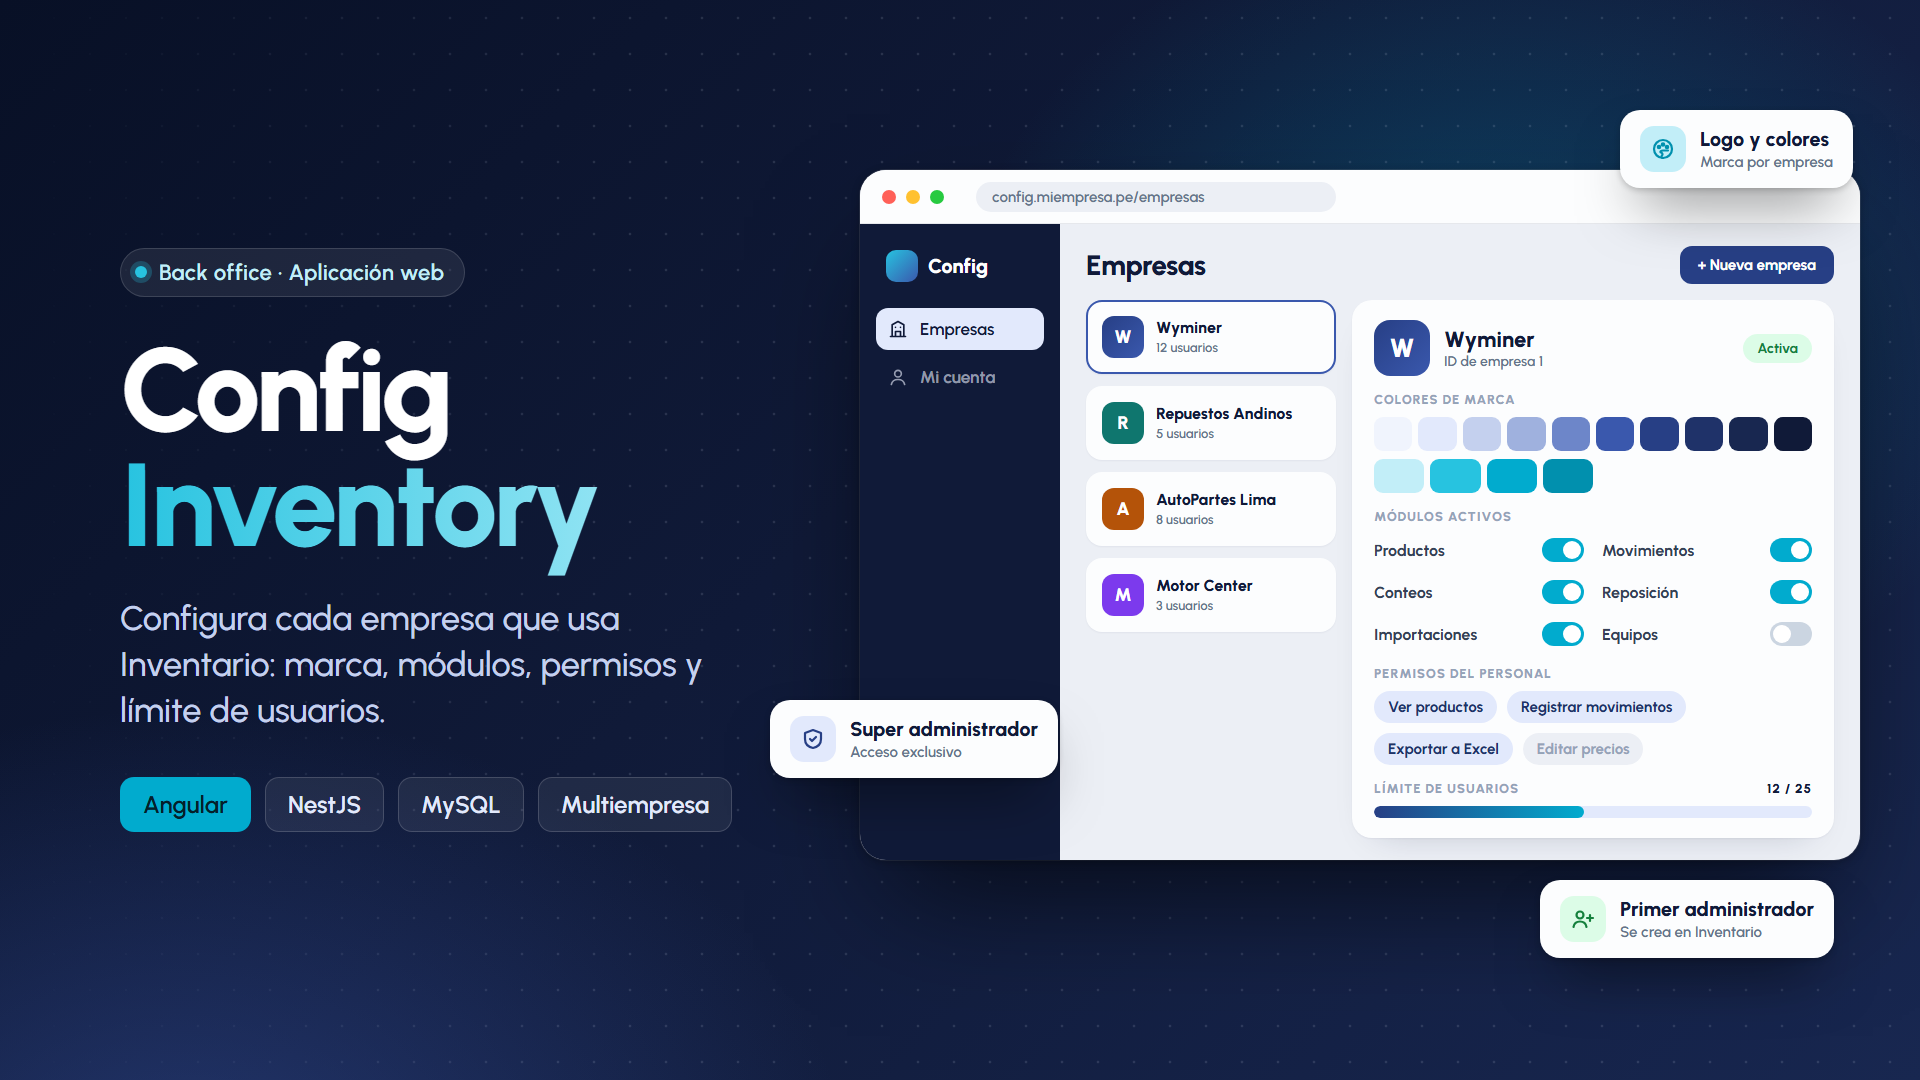 Back office · Aplicación web
Config
Inventory
Configura cada empresa que usa
Inventario: marca, módulos, permisos y
límite de usuarios.
Angular
NestJS
MySQL
Multiempresa
Logo y colores
Marca por empresa
config.miempresa.pe/empresas
Config
Empresas
Mi cuenta
Super administrador
Acceso exclusivo
Empresas
+ Nueva empresa
W
Wyminer
12 usuarios
R
Repuestos Andinos
5 usuarios
A
AutoPartes Lima
8 usuarios
M
Motor Center
3 usuarios
W
Wyminer
ID de empresa 1
Activa
COLORES DE MARCA
MÓDULOS ACTIVOS
Productos
Movimientos
Conteos
Reposición
Importaciones
Equipos
PERMISOS DEL PERSONAL
Ver productos
Registrar movimientos
Exportar a Excel
Editar precios
LÍMITE DE USUARIOS
12 / 25
Primer administrador
Se crea en Inventario